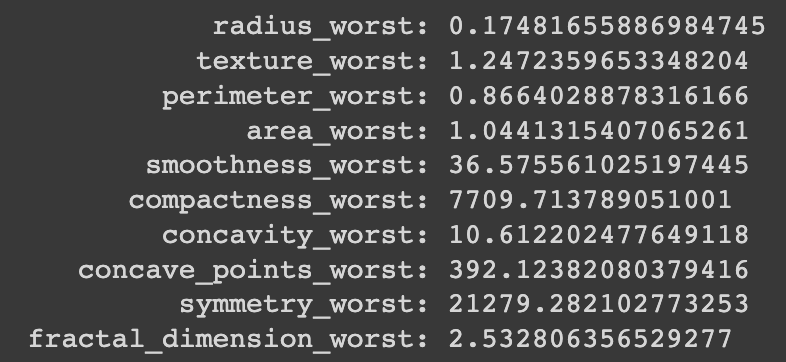 radius_worst: 0.17481655886984745
texture_worst: 1.2472359653348204
perimeter_worst: 0.8664028878316166
area_worst: 1.0441315407065261
smoothness_worst: 36.575561025197445
compactness_worst: 7709.713789051001
concavity_worst: 10.612202477649118
concave_points_worst: 392.12382080379416
symmetry_worst: 21279.282102773253
fractal_dimension_worst: 2.532806356529277